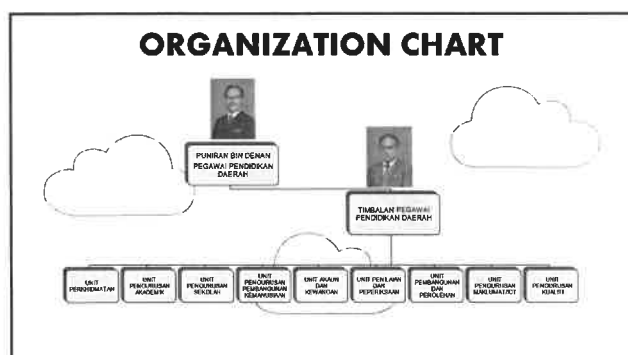 ORGANIZATION CHART
PUNIRAN BIN DENAN
PEGAWAI PENDIDIKAN
DAERAH
TIMBALAN PEGAWAI
PENDIDIKAN DAERAH
UNIT
PERKHIDMATAN
UNIT
PENGURUSAN
AKADEMIK
UNIT
PENGURUSAN
SEKOLAH
UNIT
PENGURUSAN
PEMBANGUNAN
KEMANUSIAAN
UNIT AKAUN
DAN
KEWANGAN
UNIT PENILAIAN
DAN
PEPERIKSAAN
UNIT
PEMBANGUNAN
DAN
PEROLEHAN
UNIT
PENGURUSAN
MAKLUMAT/ICT
UNIT
PENGURUSAN
KUALITI